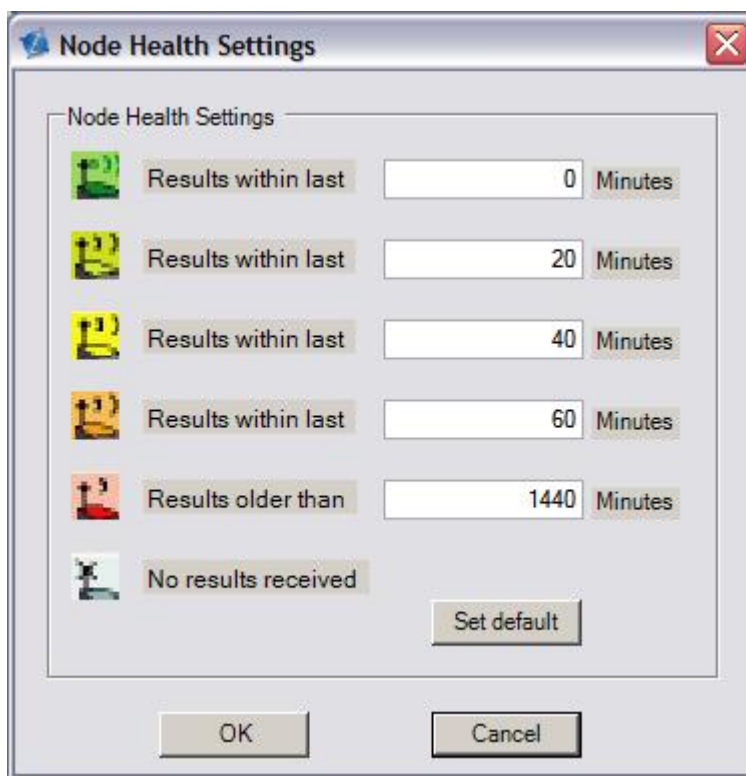 Node Health Settings
Node Health Settings
Results within last 0 Minutes
Results within last 20 Minutes
Results within last 40 Minutes
Results within last 60 Minutes
Results older than 1440 Minutes
No results received
Set default
OK Cancel